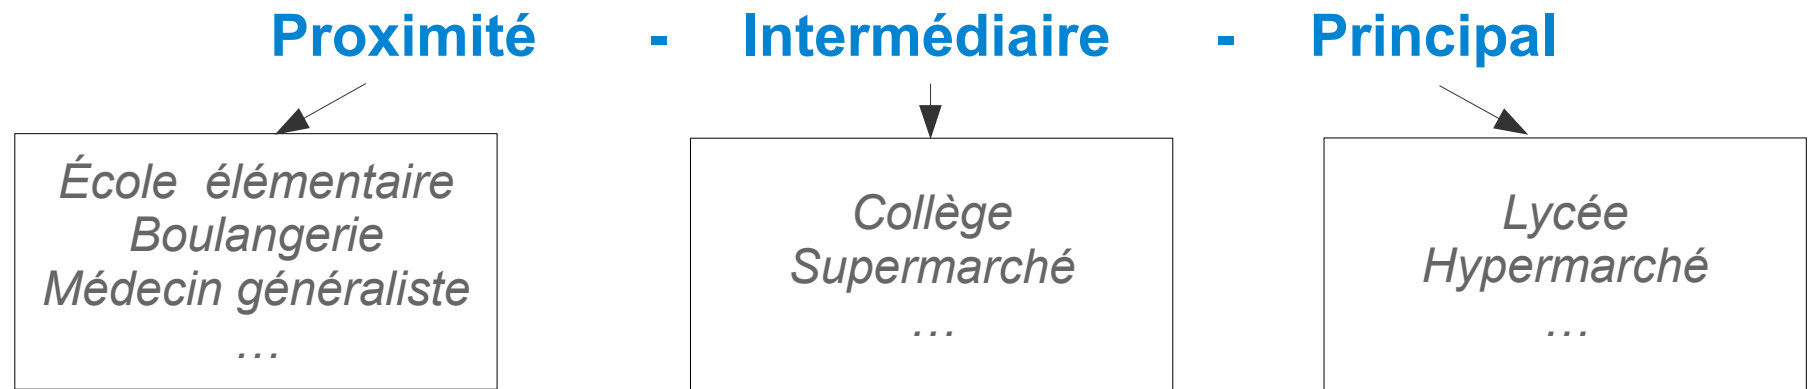 Proximité - Intermédiaire - Principal
École élémentaire
Boulangerie
Médecin généraliste
…
Collège
Supermarché
…
Lycée
Hypermarché
…